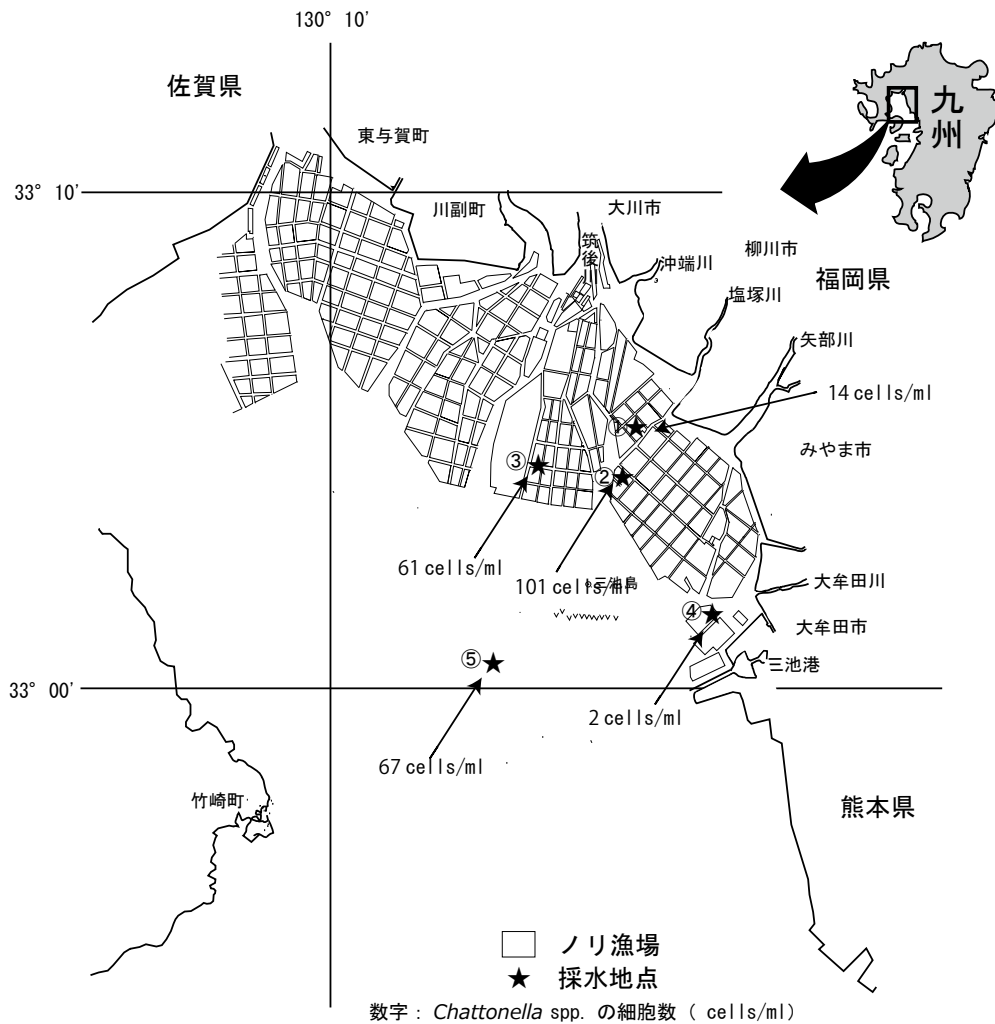 130° 10'
佐賀県
九州
東与賀町
33° 10'
川副町
大川市
筑後川
柳川市
沖端川
福岡県
塩塚川
矢部川
14 cells/ml
①
みやま市
③
②
61 cells/ml
101 cells/ml
三池島
大牟田川
④
大牟田市
⑤
三池港
33° 00'
2 cells/ml
67 cells/ml
竹崎町
熊本県
ノリ漁場
★ 採水地点
数字 : Chattonella spp. の細胞数 ( cells/ml)